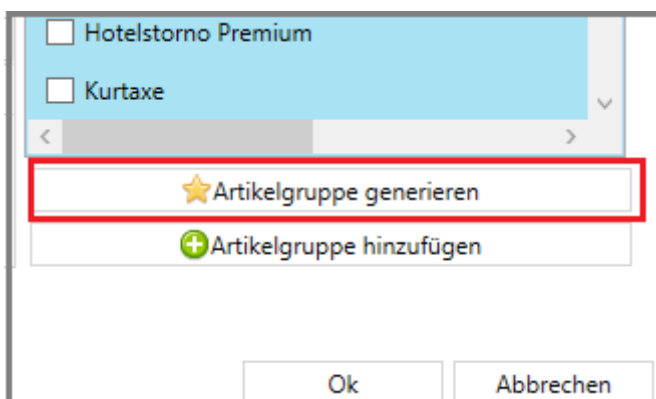 Hotelstorno Premium
Kurtaxe
Artikelgruppe generieren
Artikelgruppe hinzufügen
Ok Abbrechen